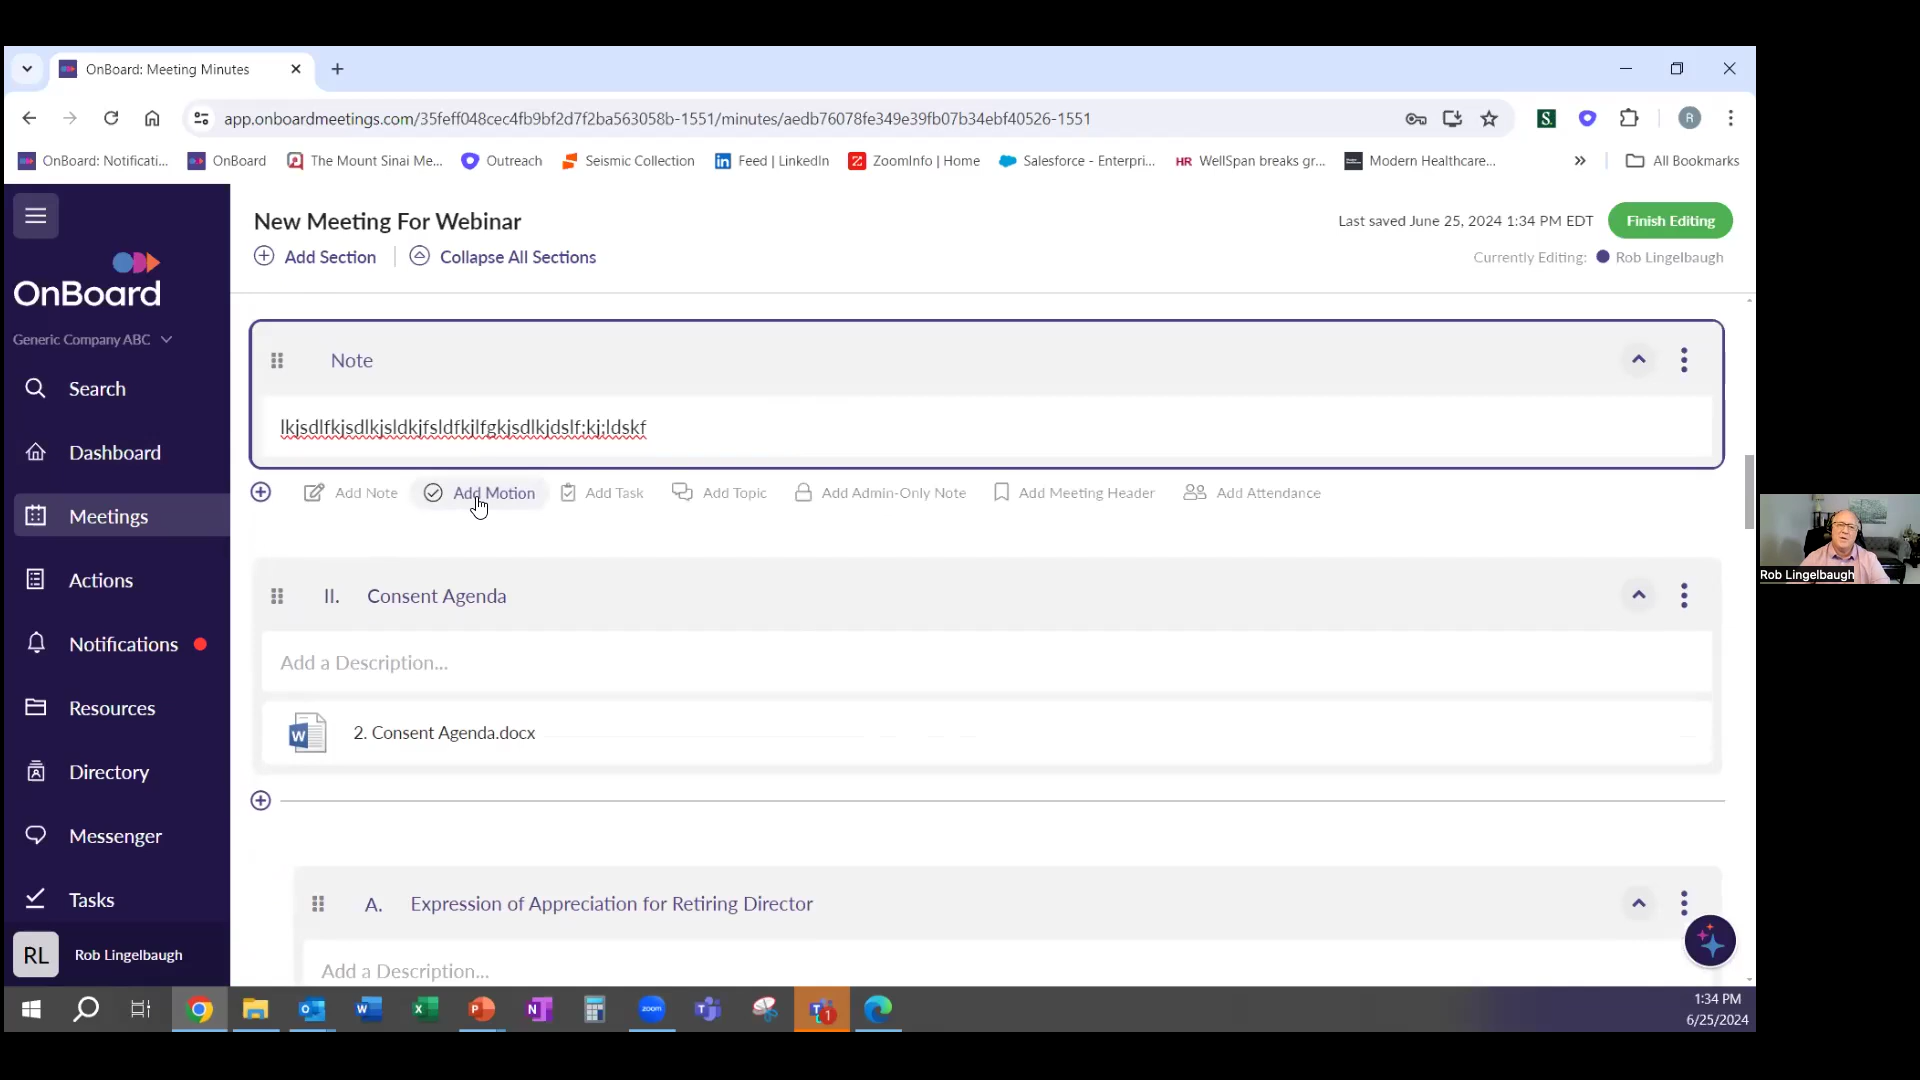 OnBoard: Meeting Minutes
app.onboardmeetings.com/35feff048cec4fb9bf2d7f2ba563058b-1551/minutes/aedb76078fe349e39fb07b34ebf40526-1551
R
OnBoard: Notificati...
OnBoard
The Mount Sinai Me...
Outreach
Seismic Collection
Feed | LinkedIn
ZoomInfo | Home
Salesforce - Enterpri...
HR WellSpan breaks gr...
Modern Healthcare...
All Bookmarks
OnBoard
Generic Company ABC
Search
Dashboard
Meetings
Actions
Notifications
Resources
Directory
Messenger
Tasks
RL Rob Lingelbaugh
New Meeting For Webinar
Last saved June 25, 2024 1:34 PM EDT
Finish Editing
Add Section
Collapse All Sections
Currently Editing: Rob Lingelbaugh
Note
lkjsdlfkjsdlkjsldkjfsldfkjlfgkjsdlkjdslf;kj;ldskf
Add Note
Add Motion
Add Task
Add Topic
Add Admin-Only Note
Add Meeting Header
Add Attendance
II. Consent Agenda
Add a Description...
2. Consent Agenda.docx
A. Expression of Appreciation for Retiring Director
Add a Description...
Rob Lingelbaugh
zoom
1
1:34 PM
6/25/2024